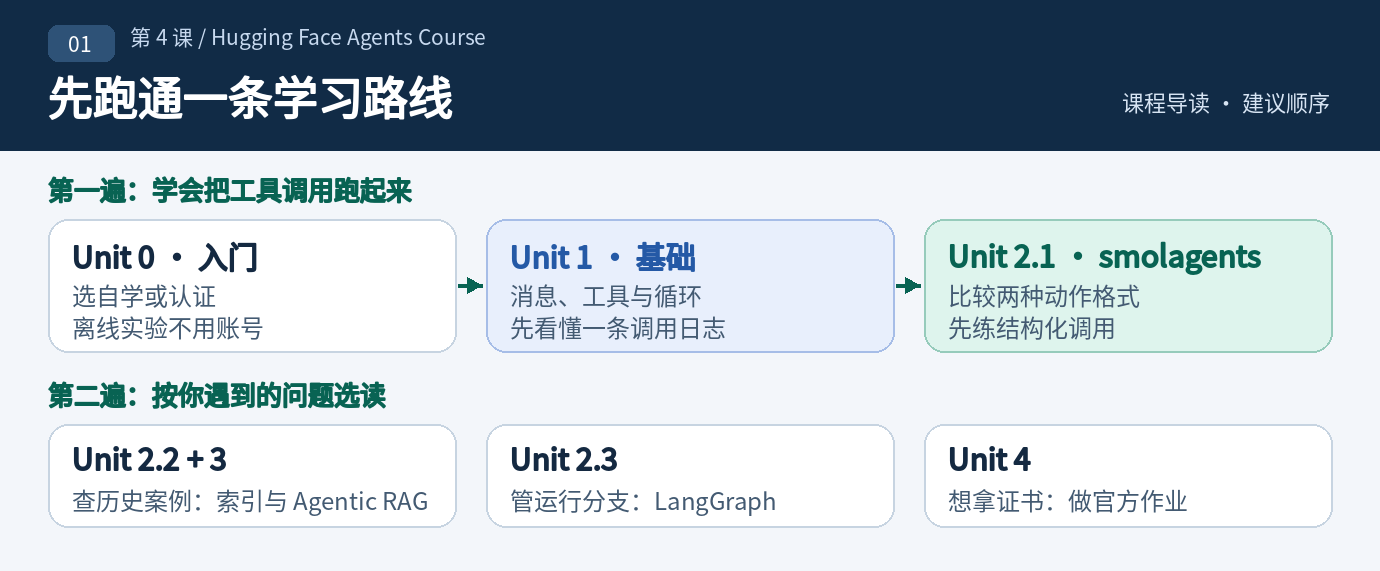 01
第 4 课 / Hugging Face Agents Course
先跑通一条学习路线
课程导读 · 建议顺序
第一遍：学会把工具调用跑起来
Unit 0 · 入门
选自学或认证
离线实验不用账号
Unit 1 · 基础
消息、工具与循环
先看懂一条调用日志
Unit 2.1 · smolagents
比较两种动作格式
先练结构化调用
第二遍：按你遇到的问题选读
Unit 2.2 + 3
查历史案例：索引与 Agentic RAG
Unit 2.3
管运行分支：LangGraph
Unit 4
想拿证书：做官方作业